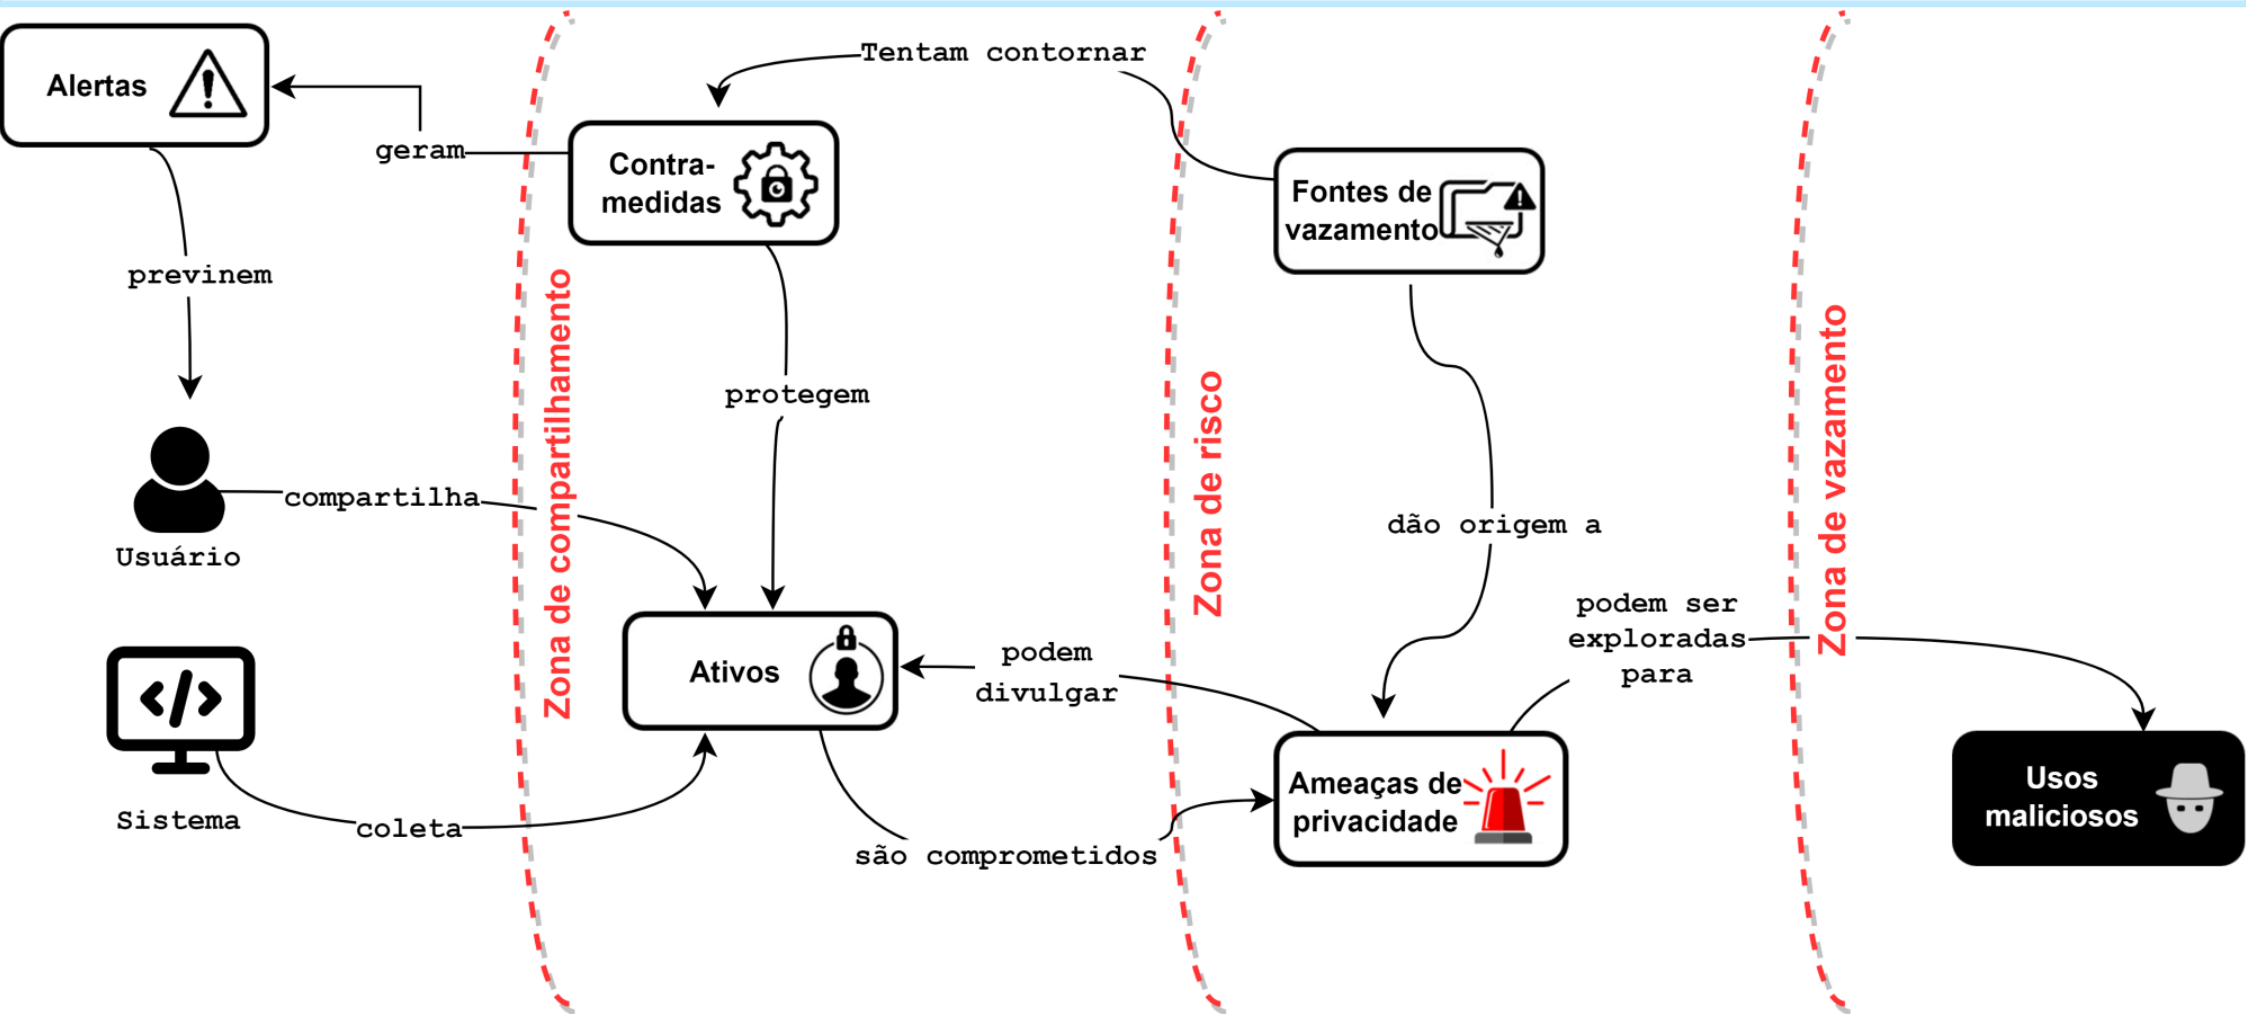 Alertas
geram
previnem
Usuário
compartilha
Sistema
coleta
Zona de compartilhamento
Tentam contornar
Contra-
medidas
protegem
Ativos
podem
divulgar
são comprometidos
Zona de risco
Fontes de
vazamento
dão origem a
Ameaças de
privacidade
podem ser
exploradas
para
Zona de vazamento
Usos
maliciosos